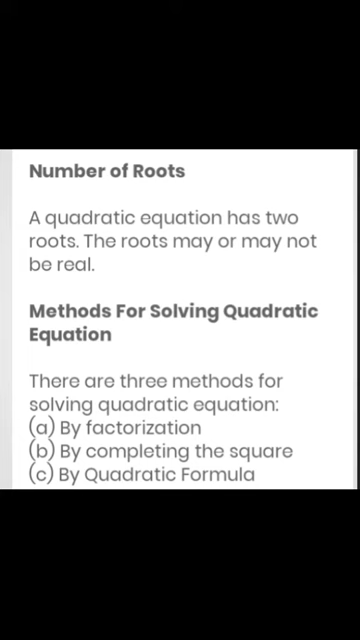 Number of Roots
A quadratic equation has two
roots. The roots may or may not
be real.
Methods For Solving Quadratic
Equation
There are three methods for
solving quadratic equation:
(a) By factorization
(b) By completing the square
(c) By Quadratic Formula